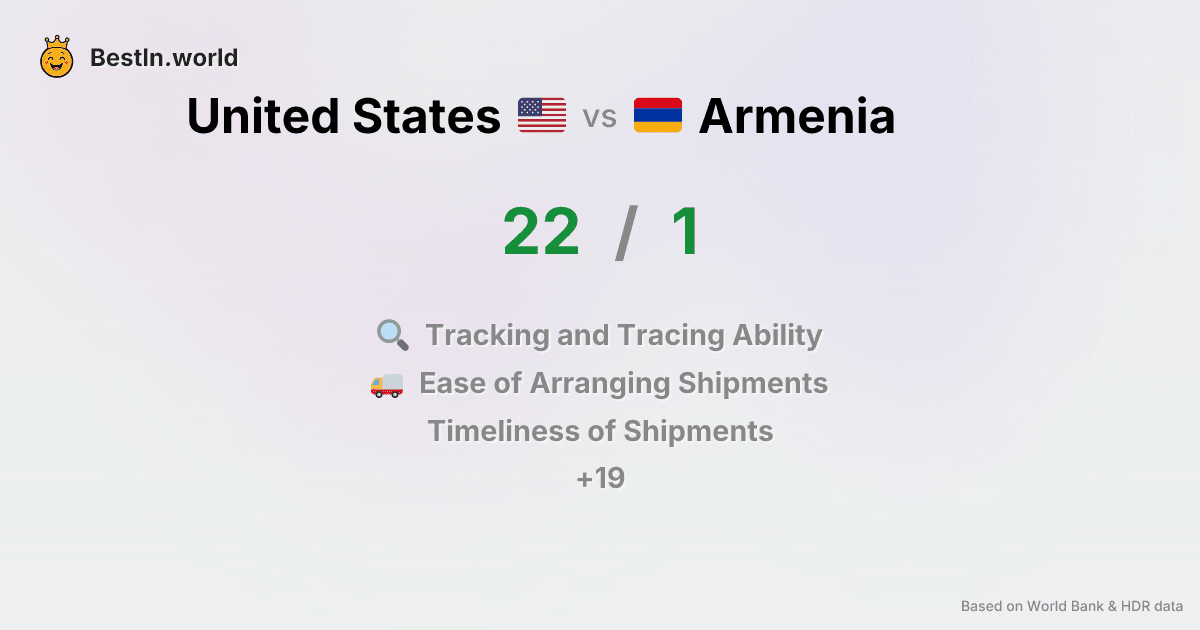 BestIn.world
United States vs Armenia
22 / 1
Tracking and Tracing Ability
Ease of Arranging Shipments
Timeliness of Shipments
+19
Based on World Bank & HDR data